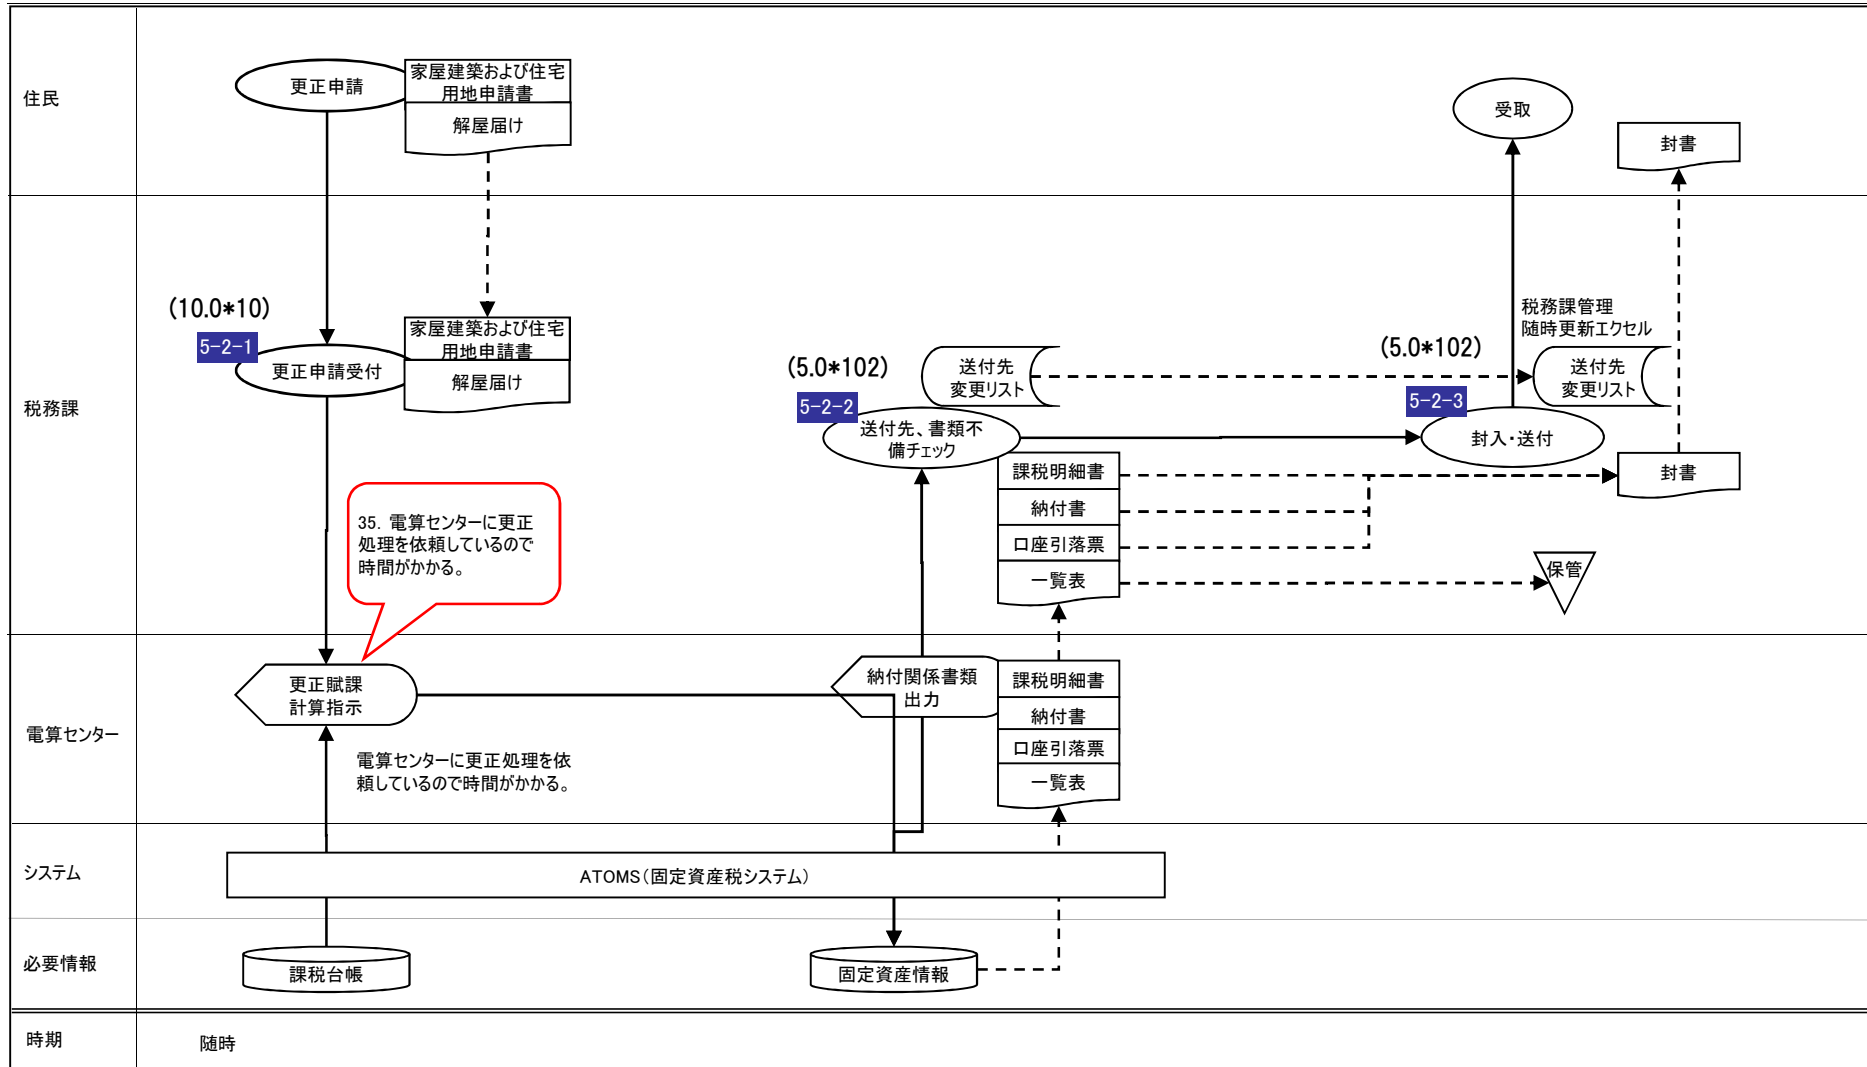 住民
更正申請
家屋建築および住宅
用地申請書
解屋届け
受取
封書
税務課
(10.0*10)
5-2-1
更正申請受付
家屋建築および住宅
用地申請書
解屋届け
(5.0*102)
5-2-2
送付先、書類不
備チェック
送付先
変更リスト
(5.0*102)
5-2-3
封入・送付
税務課管理
随時更新エクセル
送付先
変更リスト
課税明細書
納付書
口座引落票
一覧表
封書
保管
35. 電算センターに更正
処理を依頼しているので
時間がかかる。
電算センター
更正賦課
計算指示
電算センターに更正処理を依
頼しているので時間がかかる。
納付関係書類
出力
課税明細書
納付書
口座引落票
一覧表
システム
ATOMS（固定資産税システム）
必要情報
課税台帳
固定資産情報
時期
随時